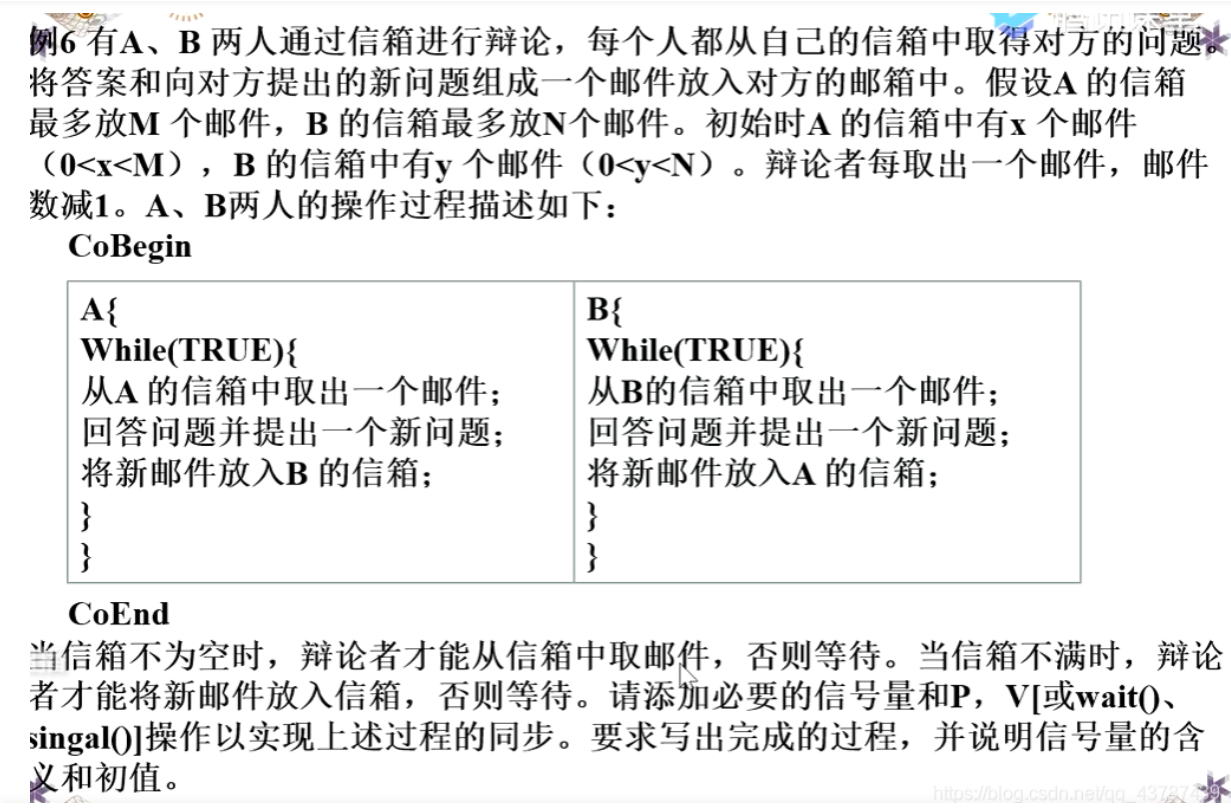 例6 有A、B 两人通过信箱进行辩论，每个人都从自己的信箱中取得对方的问题。
将答案和向对方提出的新问题组成一个邮件放入对方的邮箱中。假设A 的信箱
最多放M 个邮件，B 的信箱最多放N个邮件。初始时A 的信箱中有x 个邮件
（0<x<M），B 的信箱中有y 个邮件（0<y<N）。辩论者每取出一个邮件，邮件
数减1。A、B两人的操作过程描述如下：
CoBegin
A{
While(TRUE){
从A 的信箱中取出一个邮件；
回答问题并提出一个新问题；
将新邮件放入B 的信箱；
}
}
B{
While(TRUE){
从B的信箱中取出一个邮件；
回答问题并提出一个新问题；
将新邮件放入A 的信箱；
}
}
CoEnd
当信箱不为空时，辩论者才能从信箱中取邮件，否则等待。当信箱不满时，辩论
者才能将新邮件放入信箱，否则等待。请添加必要的信号量和P，V[或wait()、
singal()]操作以实现上述过程的同步。要求写出完成的过程，并说明信号量的含
义和初值。